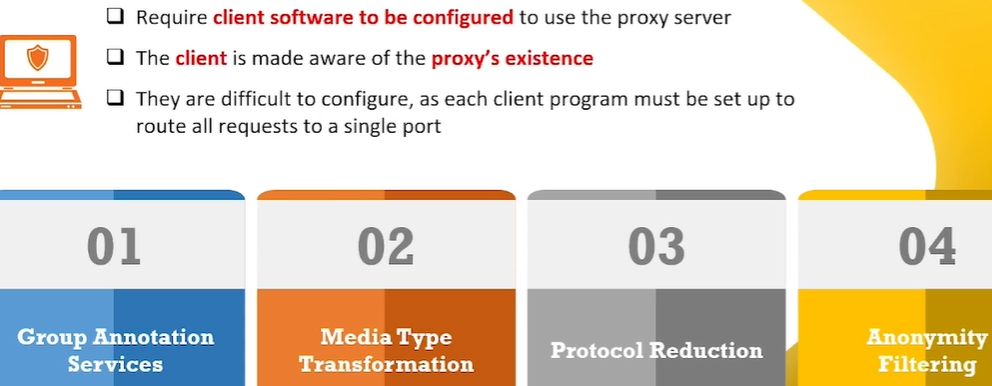 Require client software to be configured to use the proxy server
The client is made aware of the proxy’s existence
They are difficult to configure, as each client program must be set up to
route all requests to a single port
01
02
03
04
Group Annotation
Services
Media Type
Transformation
Protocol Reduction
Anonymity
Filtering